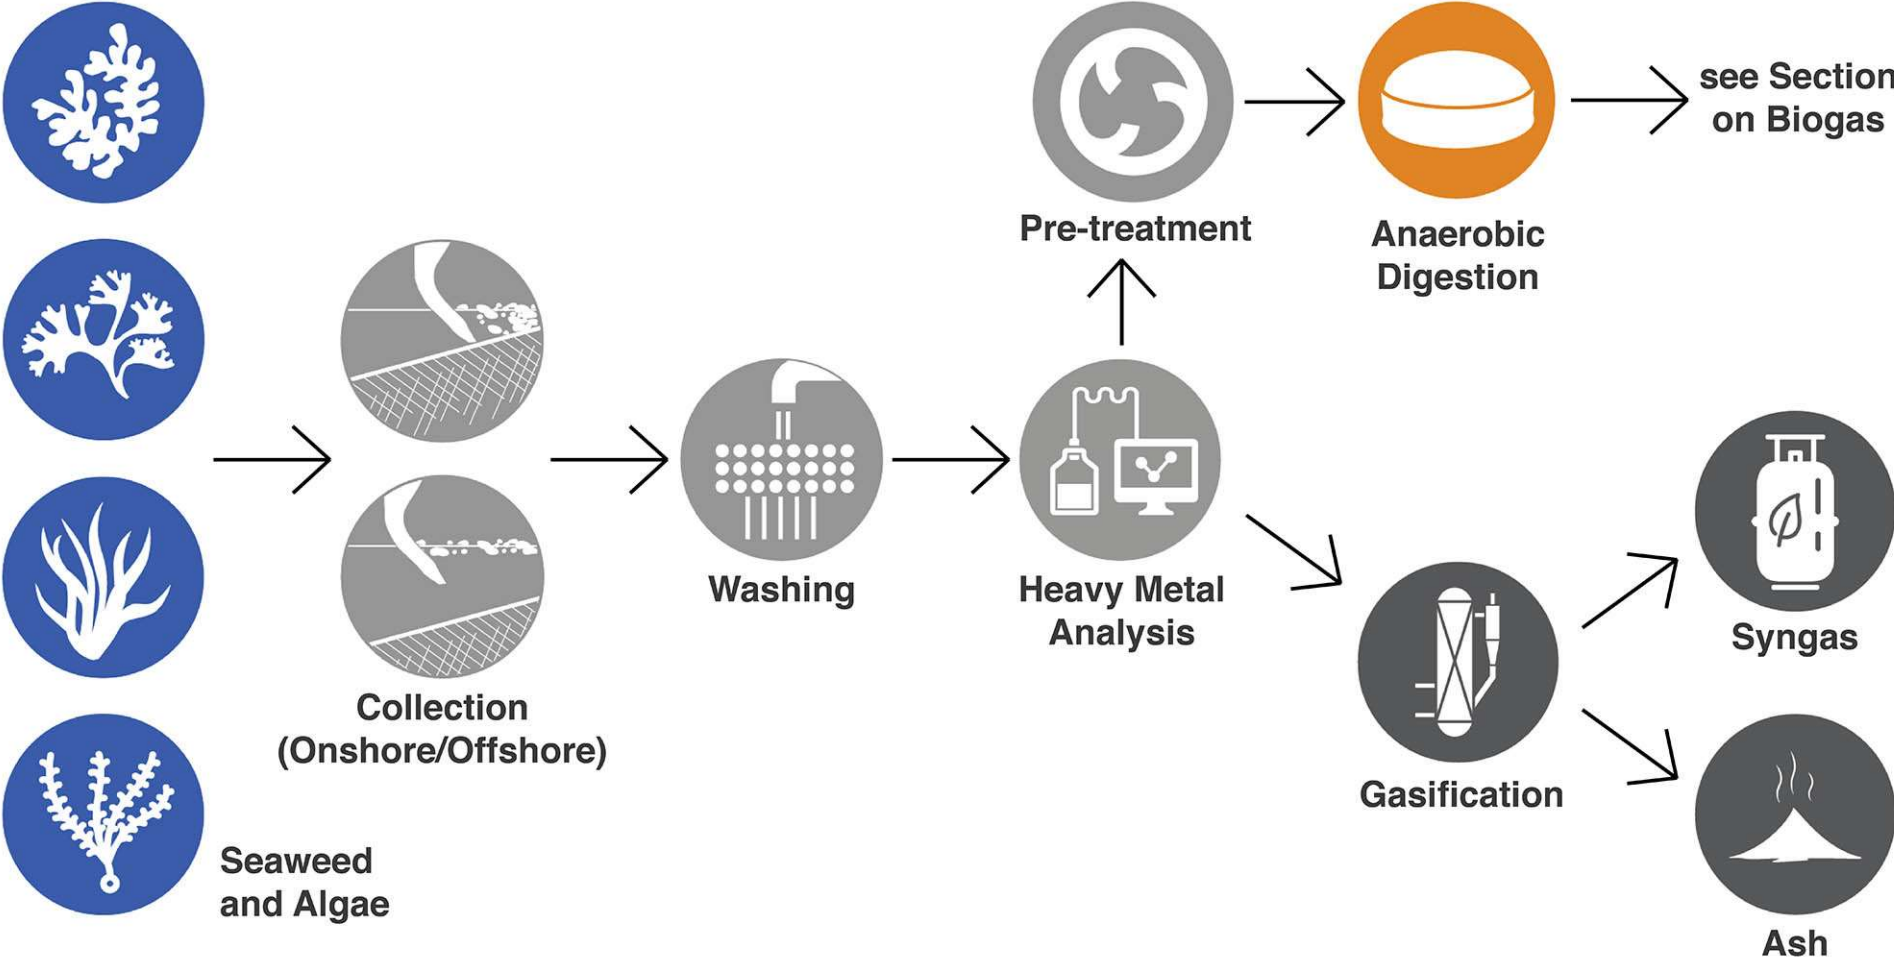 see Section
on Biogas
Pre-treatment
Anaerobic
Digestion
Washing
Heavy Metal
Analysis
Syngas
Collection
(Onshore/Offshore)
Gasification
Seaweed
and Algae
Ash